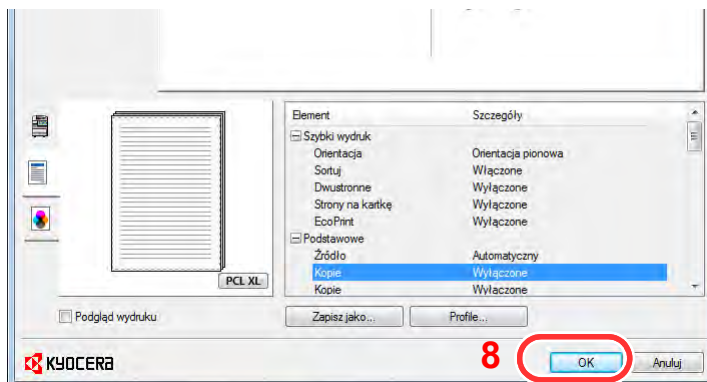 Element Szczegóły
Szybki wydruk
Orientacja Orientacja pionowa
Sortuj Włączone
Dwustronne Wyłączone
Strony na kartkę Wyłączone
EcoPrint Wyłączone
Podstawowe
Źródło Automatyczny
Kopie Wyłączone
Kopie Wyłaczone
PCL XL
Podgląd wydruku Zapisz jako... Profile...
KYOCERA 8 OK Anuluj